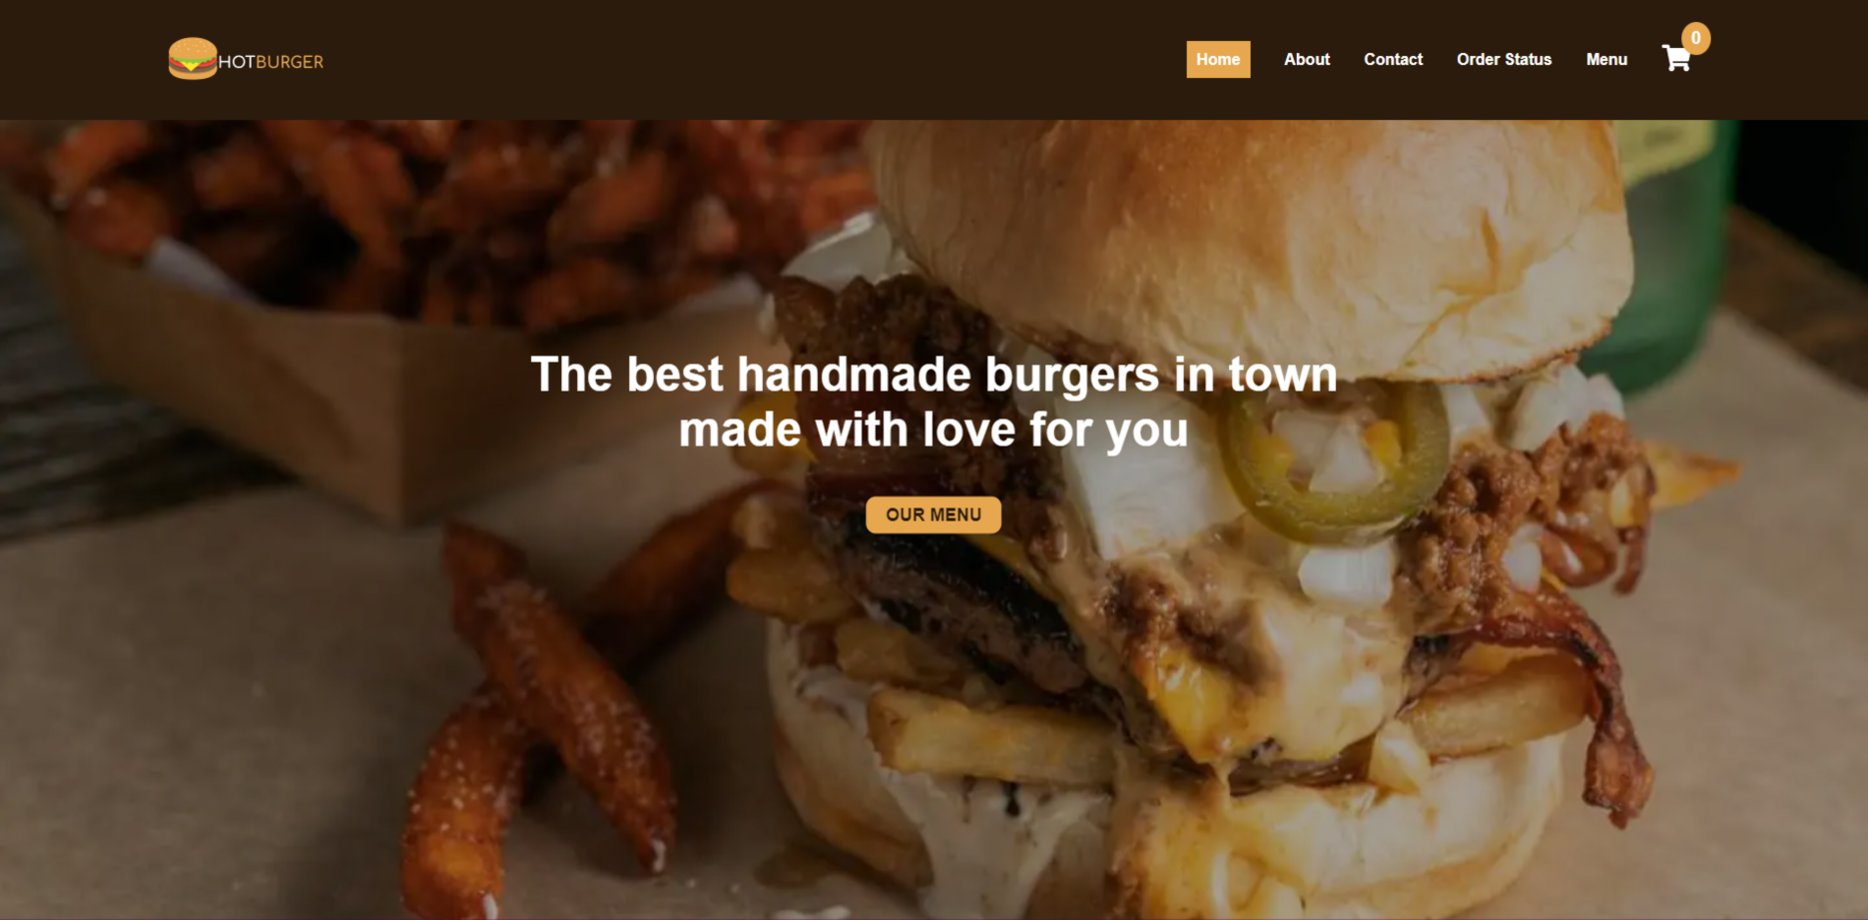 HOTBURGER
Home About Contact Order Status Menu 0
The best handmade burgers in town
made with love for you
OUR MENU